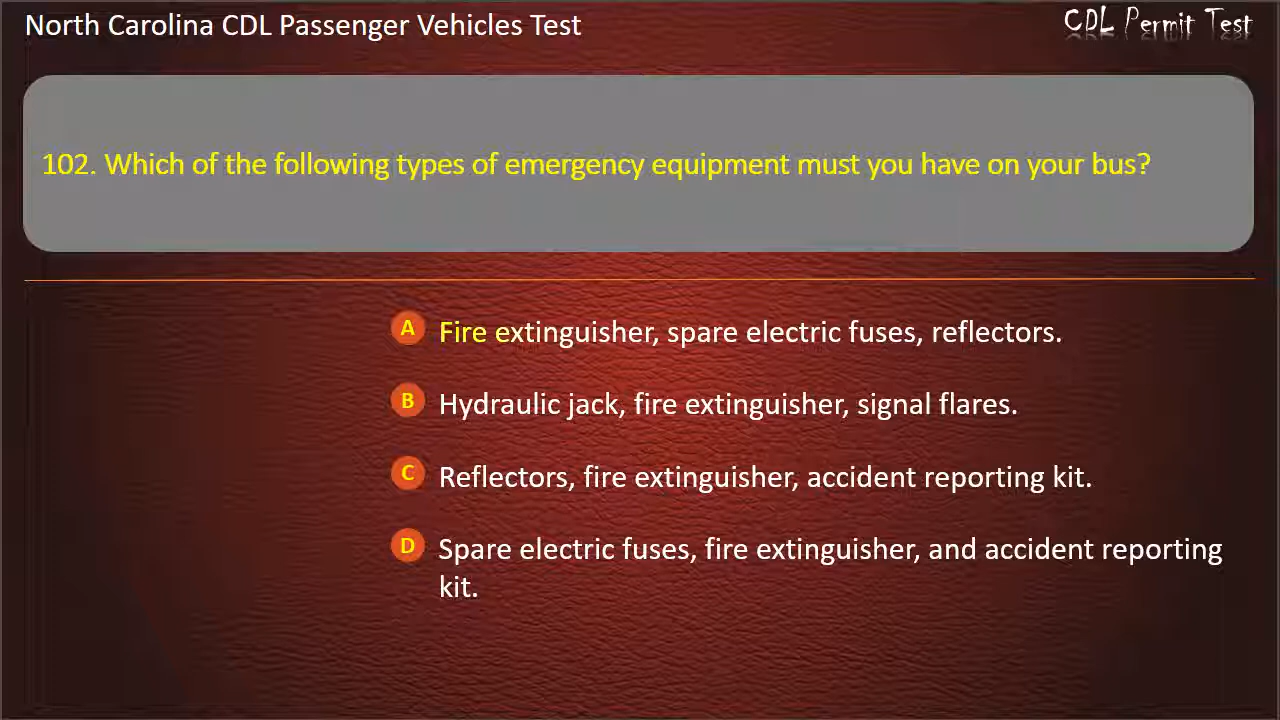 North Carolina CDL Passenger Vehicles Test
CDL Permit Test
102. Which of the following types of emergency equipment must you have on your bus?
A Fire extinguisher, spare electric fuses, reflectors.
B Hydraulic jack, fire extinguisher, signal flares.
C Reflectors, fire extinguisher, accident reporting kit.
D Spare electric fuses, fire extinguisher, and accident reporting
kit.